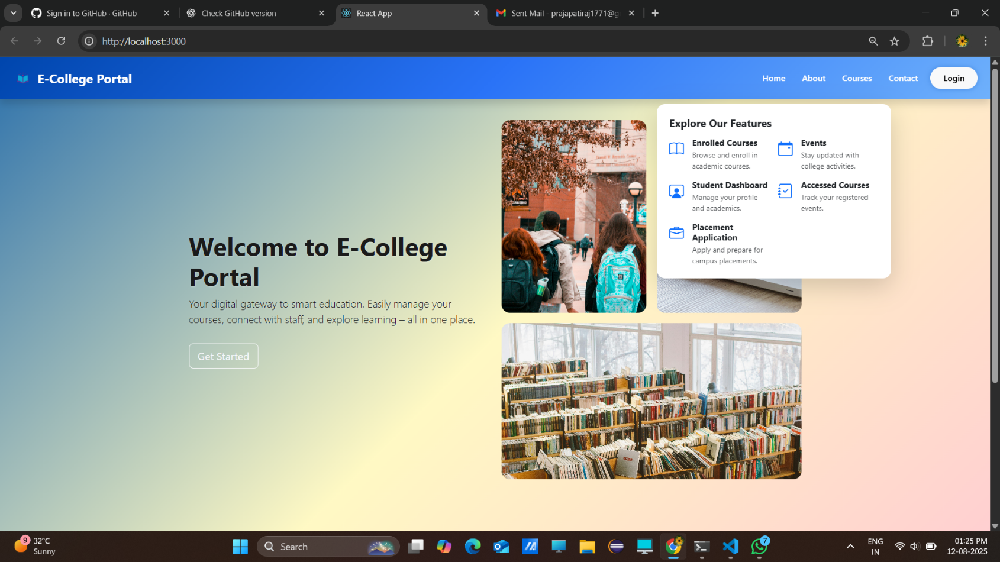 Sign in to GitHub · GitHub
Check GitHub version
React App
Sent Mail - prajapatiraj1771@g
http://localhost:3000
E-College Portal
Home
About
Courses
Contact
Login
Explore Our Features
Enrolled Courses
Browse and enroll in
academic courses.
Events
Stay updated with
college activities.
Student Dashboard
Manage your profile
and academics.
Accessed Courses
Track your registered
events.
Placement
Application
Apply and prepare for
campus placements.
Welcome to E-College
Portal
Your digital gateway to smart education. Easily manage your
courses, connect with staff, and explore learning – all in one place.
Get Started
9
32°C
Sunny
Search
7
ENG
IN
01:25 PM
12-08-2025